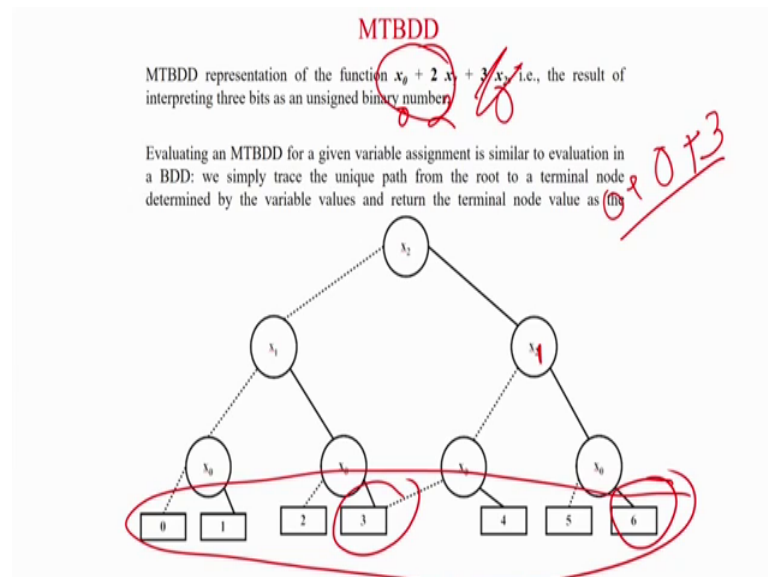 MTBDD
MTBDD representation of the function x₀ + 2 x + 3 x₂, i.e., the result of
interpreting three bits as an unsigned binary number
0 2
Evaluating an MTBDD for a given variable assignment is similar to evaluation in
a BDD: we simply trace the unique path from the root to a terminal node
determined by the variable values and return the terminal node value as the
0 + 0 + 3
x₂
x₁ x₁
x₀ x₀ x₀ x₀
0 1 2 3 4 5 6